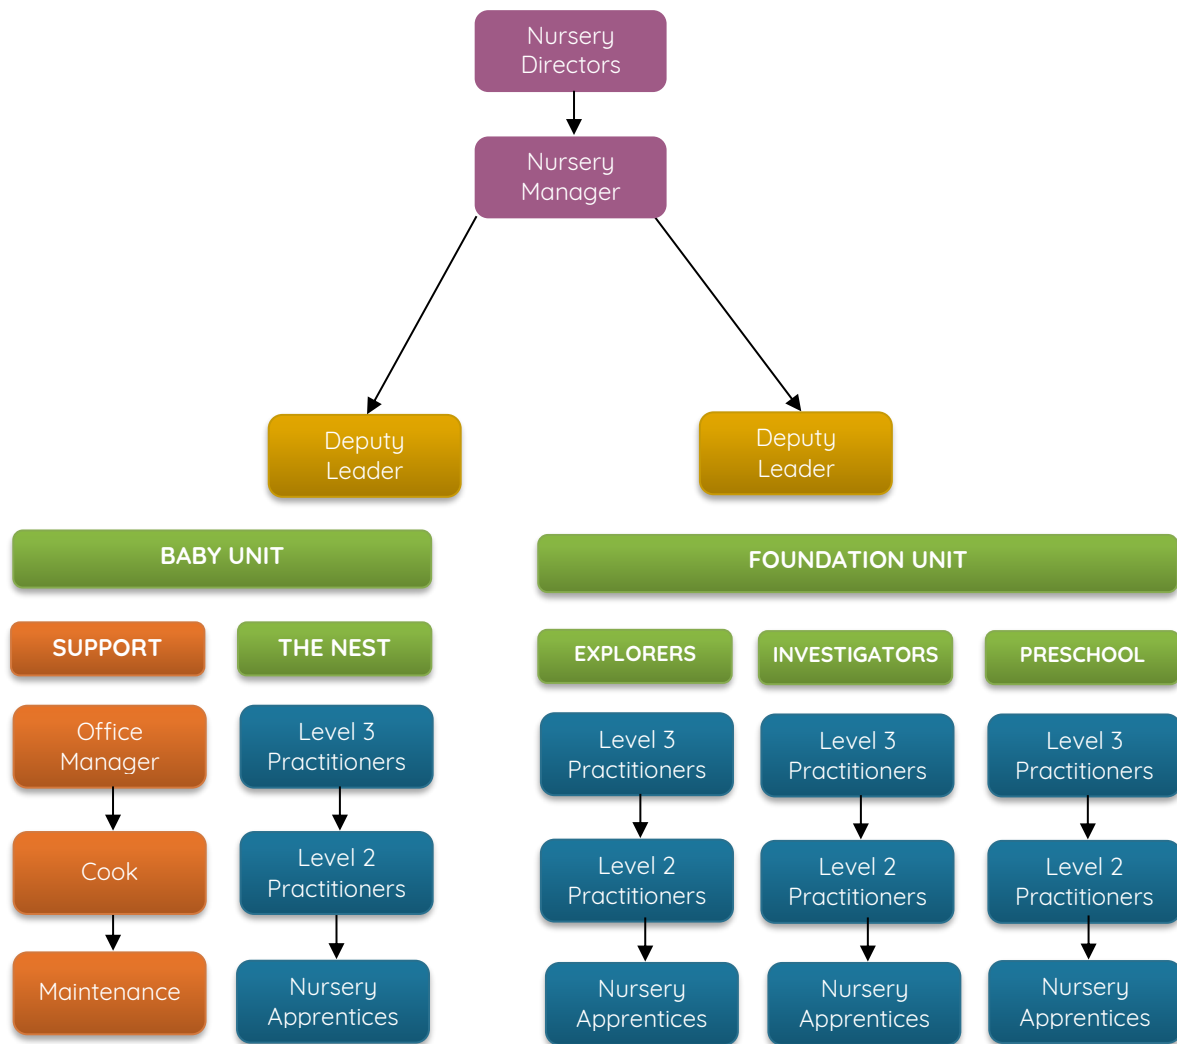 Nursery
Directors
Nursery
Manager
Deputy
Leader
Deputy
Leader
BABY UNIT
FOUNDATION UNIT
SUPPORT
THE NEST
EXPLORERS
INVESTIGATORS
PRESCHOOL
Office
Manager
Level 3
Practitioners
Level 3
Practitioners
Level 3
Practitioners
Level 3
Practitioners
Cook
Level 2
Practitioners
Level 2
Practitioners
Level 2
Practitioners
Level 2
Practitioners
Maintenance
Nursery
Apprentices
Nursery
Apprentices
Nursery
Apprentices
Nursery
Apprentices